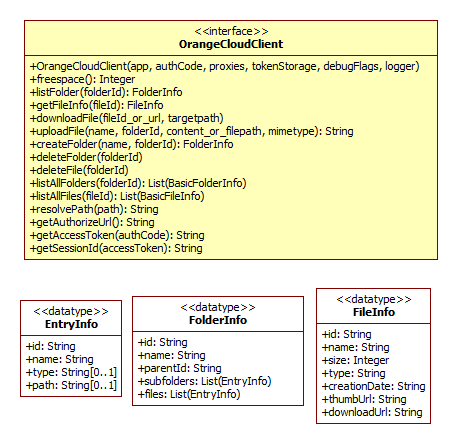 <<interface>>
OrangeCloudClient
+OrangeCloudClient(app, authCode, proxies, tokenStorage, debugFlags, logger)
+freespace(): Integer
+listFolder(folderId): FolderInfo
+getFileInfo(fileId): FileInfo
+downloadFile(fileId_or_url, targetpath)
+uploadFile(name, folderId, content_or_filepath, mimetype): String
+createFolder(name, folderId): FolderInfo
+deleteFolder(folderId)
+deleteFile(folderId)
+listAllFolders(folderId): List(BasicFolderInfo)
+listAllFiles(fileId): List(BasicFileInfo)
+resolvePath(path): String
+getAuthorizeUrl(): String
+getAccessToken(authCode): String
+getSessionId(accessToken): String
<<datatype>>
EntryInfo
+id: String
+name: String
+type: String[0..1]
+path: String[0..1]
<<datatype>>
FolderInfo
+id: String
+name: String
+parentId: String
+subfolders: List(EntryInfo)
+files: List(EntryInfo)
<<datatype>>
FileInfo
+id: String
+name: String
+size: Integer
+type: String
+creationDate: String
+thumbUrl: String
+downloadUrl: String